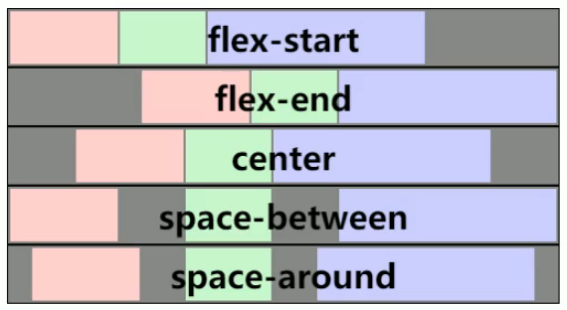 flex-start
flex-end
center
space-between
space-around